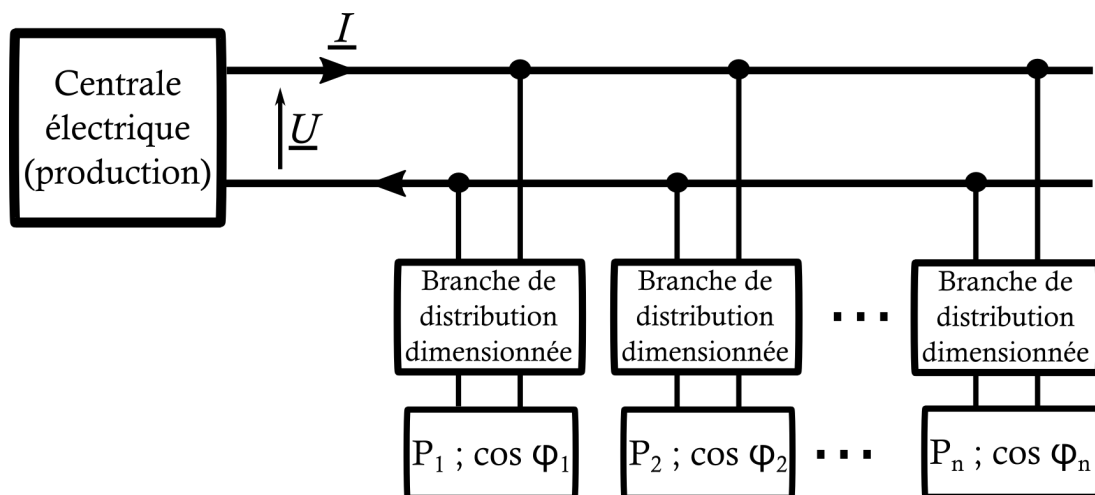 I
Centrale
électrique
(production)
U
Branche de
distribution
dimensionnée
Branche de
distribution
dimensionnée
...
Branche de
distribution
dimensionnée
P₁ ; cos φ₁
P₂ ; cos φ₂
...
Pₙ ; cos φₙ